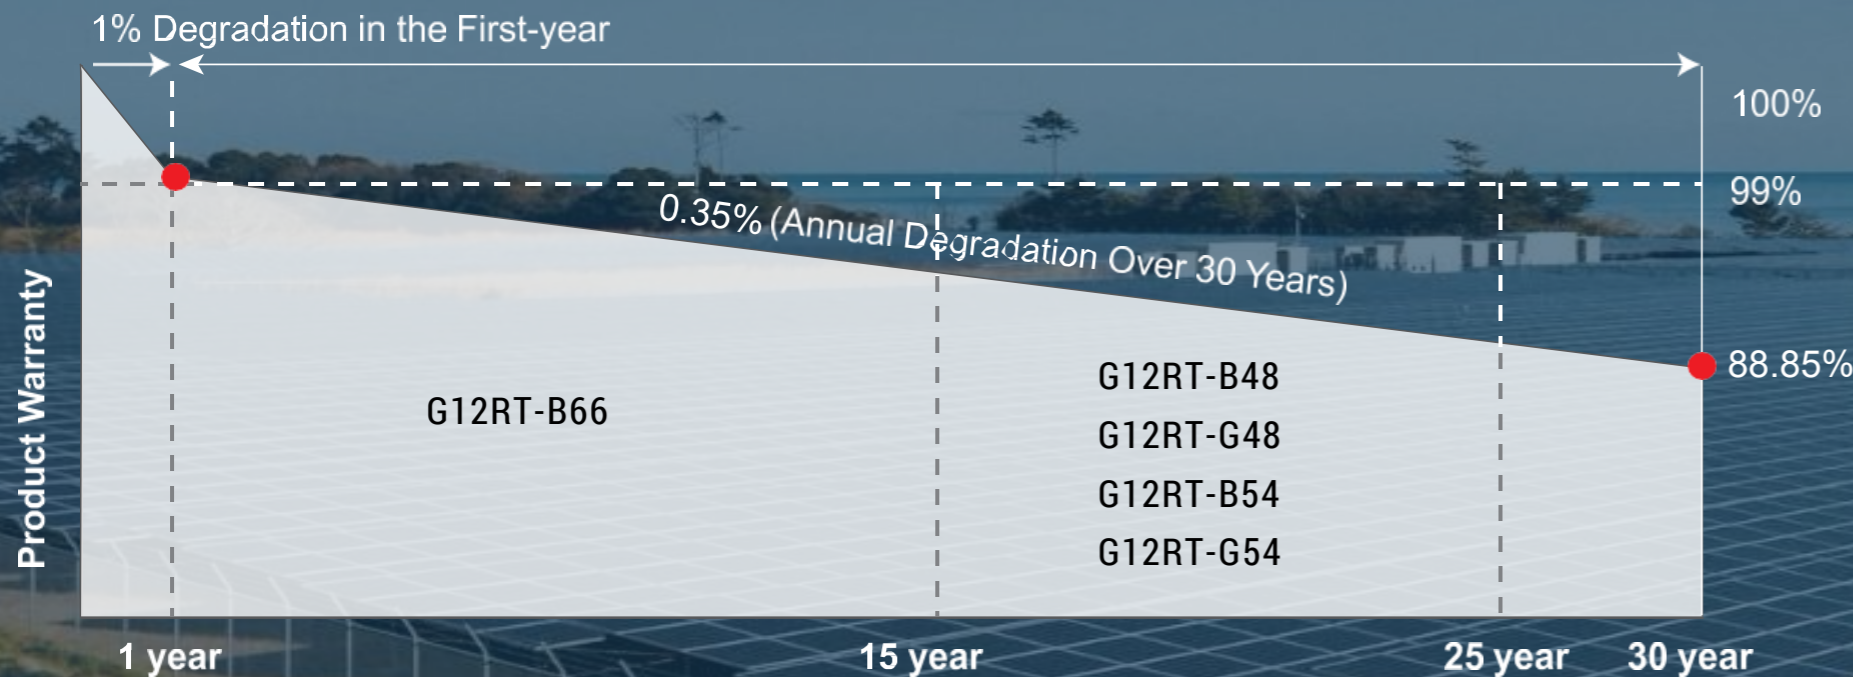 1% Degradation in the First-year
100%
99%
0.35% (Annual Degradation Over 30 Years)
88.85%
Product Warranty
G12RT-B66
G12RT-B48
G12RT-G48
G12RT-B54
G12RT-G54
1 year
15 year
25 year
30 year